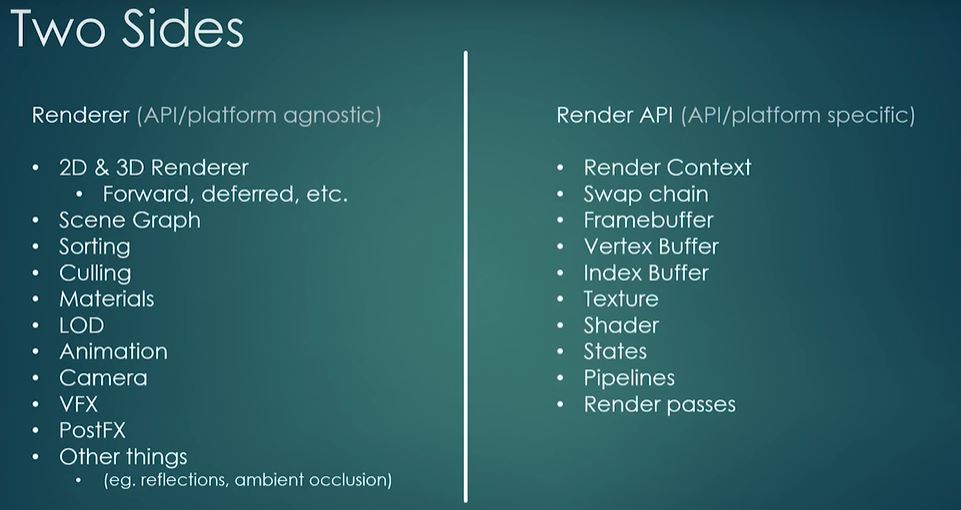 Two Sides
Renderer (API/platform agnostic)
• 2D & 3D Renderer
• Forward, deferred, etc.
• Scene Graph
• Sorting
• Culling
• Materials
• LOD
• Animation
• Camera
• VFX
• PostFX
• Other things
• (eg. reflections, ambient occlusion)
Render API (API/platform specific)
• Render Context
• Swap chain
• Framebuffer
• Vertex Buffer
• Index Buffer
• Texture
• Shader
• States
• Pipelines
• Render passes